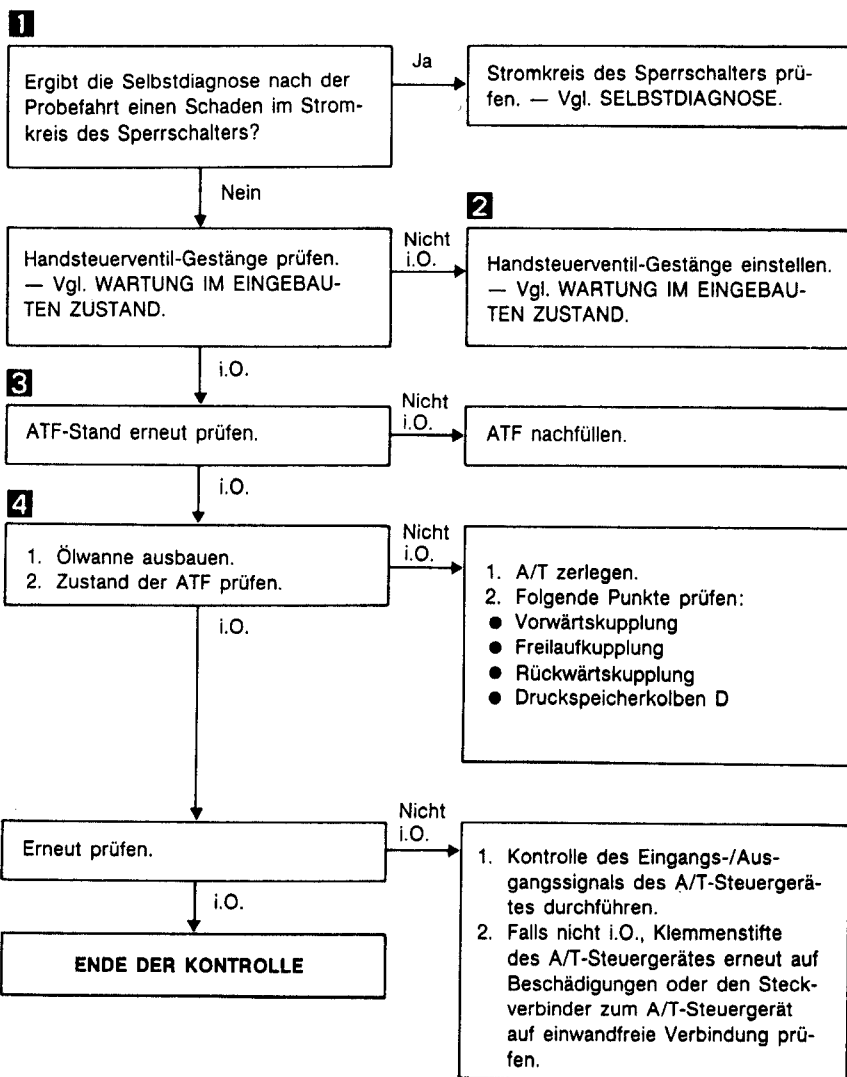 1
Ergibt die Selbstdiagnose nach der
Probefahrt einen Schaden im Strom-
kreis des Sperrschalters?
Ja
Stromkreis des Sperrschalters prü-
fen. — Vgl. SELBSTDIAGNOSE.
Nein
Handsteuerventil-Gestänge prüfen.
— Vgl. WARTUNG IM EINGEBAU-
TEN ZUSTAND.
Nicht
i.O.
2
Handsteuerventil-Gestänge einstellen.
— Vgl. WARTUNG IM EINGEBAU-
TEN ZUSTAND.
i.O.
3
ATF-Stand erneut prüfen.
Nicht
i.O.
ATF nachfüllen.
i.O.
4
1. Ölwanne ausbauen.
2. Zustand der ATF prüfen.
Nicht
i.O.
1. A/T zerlegen.
2. Folgende Punkte prüfen:
● Vorwärtskupplung
● Freilaufkupplung
● Rückwärtskupplung
● Druckspeicherkolben D
i.O.
Erneut prüfen.
Nicht
i.O.
1. Kontrolle des Eingangs-/Aus-
gangssignals des A/T-Steuergerä-
tes durchführen.
2. Falls nicht i.O., Klemmenstifte
des A/T-Steuergerätes erneut auf
Beschädigungen oder den Steck-
verbinder zum A/T-Steuergerät
auf einwandfreie Verbindung prü-
fen.
i.O.
ENDE DER KONTROLLE